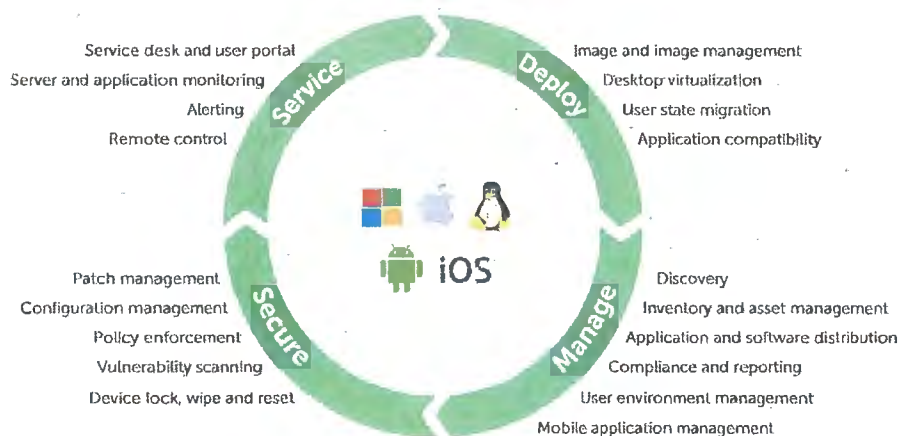 Service
Service desk and user portal
Server and application monitoring
Alerting
Remote control
Deploy
Image and image management
Desktop virtualization
User state migration
Application compatibility
iOS
Secure
Patch management
Configuration management
Policy enforcement
Vulnerability scanning
Device lock, wipe and reset
Manage
Discovery
Inventory and asset management
Application and software distribution
Compliance and reporting
User environment management
Mobile application management